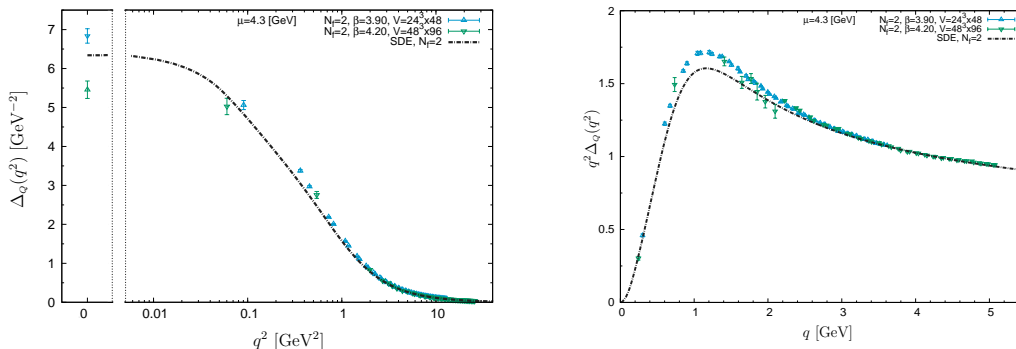 μ=4.3 [GeV]
N_f=2, β=3.90, V=24^3x48
N_f=2, β=4.20, V=48^3x96
SDE, N_f=2
Δ_Q(q^2) [GeV^-2]
7
6
5
4
3
2
1
0
0 0.01 0.1 1 10
q^2 [GeV^2]
μ=4.3 [GeV]
N_f=2, β=3.90, V=24^3x48
N_f=2, β=4.20, V=48^3x96
SDE, N_f=2
q^2Δ_Q(q^2)
2
1.5
1
0.5
0
0 1 2 3 4 5
q [GeV]